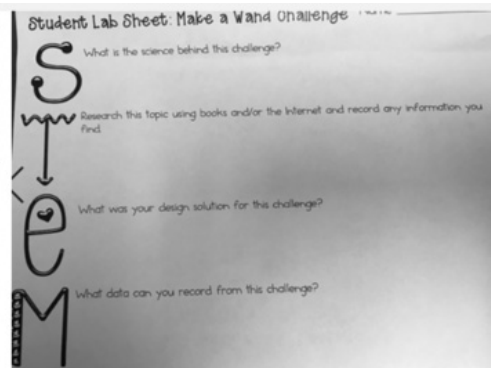 Student Lab Sheet: Make a Wand Challenge
S What is the science behind this challenge?
T Research this topic using books and/or the Internet and record any information you
find.
e What was your design solution for this challenge?
M What data can you record from this challenge?